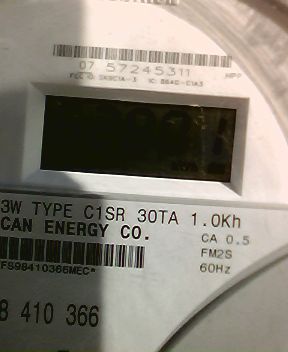 07 57245311 HPP
3W TYPE C1SR 30TA 1.0Kh
CAN ENERGY CO.
CA 0.5
FM2S
60Hz
FS98410366MEC*
8 410 366